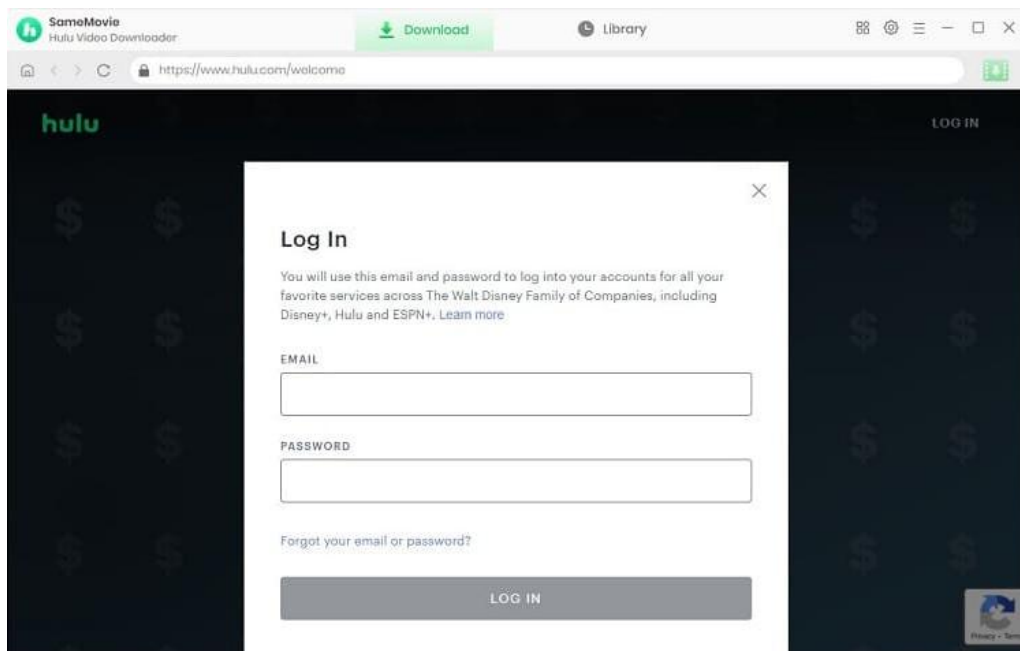 SameMovie
Hulu Video Downloader
Download
Library
https://www.hulu.com/welcome
hulu
LOG IN
Log In
You will use this email and password to log into your accounts for all your
favorite services across The Walt Disney Family of Companies, including
Disney+, Hulu and ESPN+. Learn more
EMAIL
PASSWORD
Forgot your email or password?
LOG IN
Privacy - Term